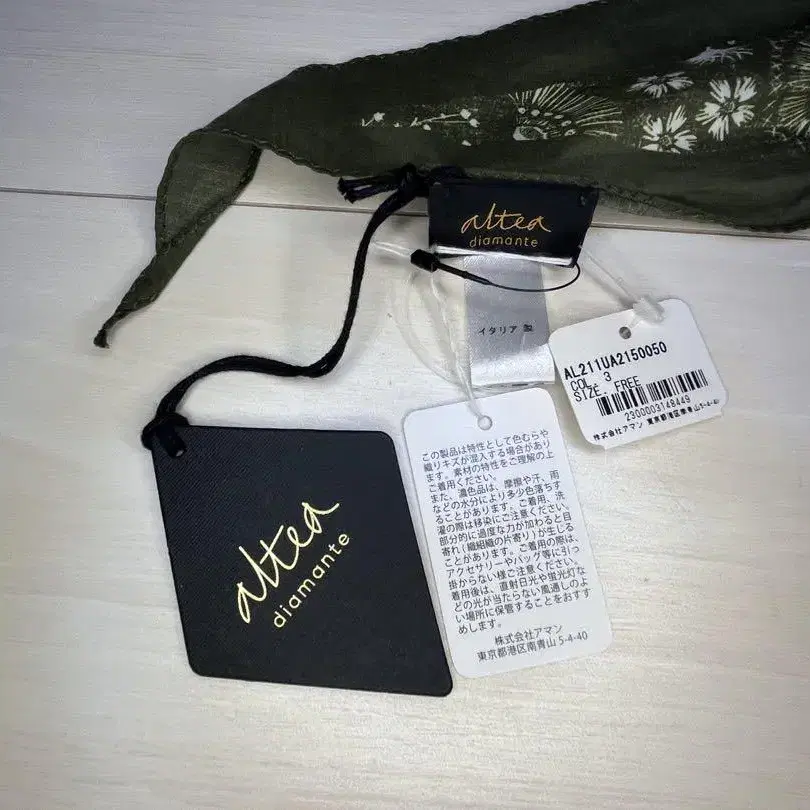 altea
diamante
イタリア 製
AL211UA2150050
COL. 3
SIZE. FREE
2300003148449
株式会社アマン 東京都港区南青山5-4-40
altea
diamante
この製品は特性として色むらや
織りキズが混入する場合があり
ます。素材の特性をご理解の上
ご着用ください。
また、濃色品は、摩擦や汗、雨
などの水分により多少色落ちす
ることがあります。ご着用、洗
濯の際は移染にご注意ください。
部分的に過度な力が加わると目
寄れ(織組織の片寄り)が生じる
ことがあります。ご着用の際は、
アクセサリーやバッグ等に引っ
掛からない様ご注意ください。
着用後は、直射日光や蛍光灯な
どの光が当たらない風通しのよ
い場所に保管することをおすす
めします。
株式会社アマン
東京都港区南青山 5-4-40